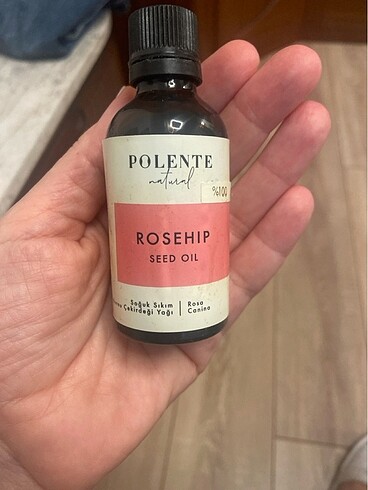 POLENTE
natural
%100
ROSEHIP
SEED OIL
Soğuk Sıkım
Çekirdeği Yağı
Rosa
Canina